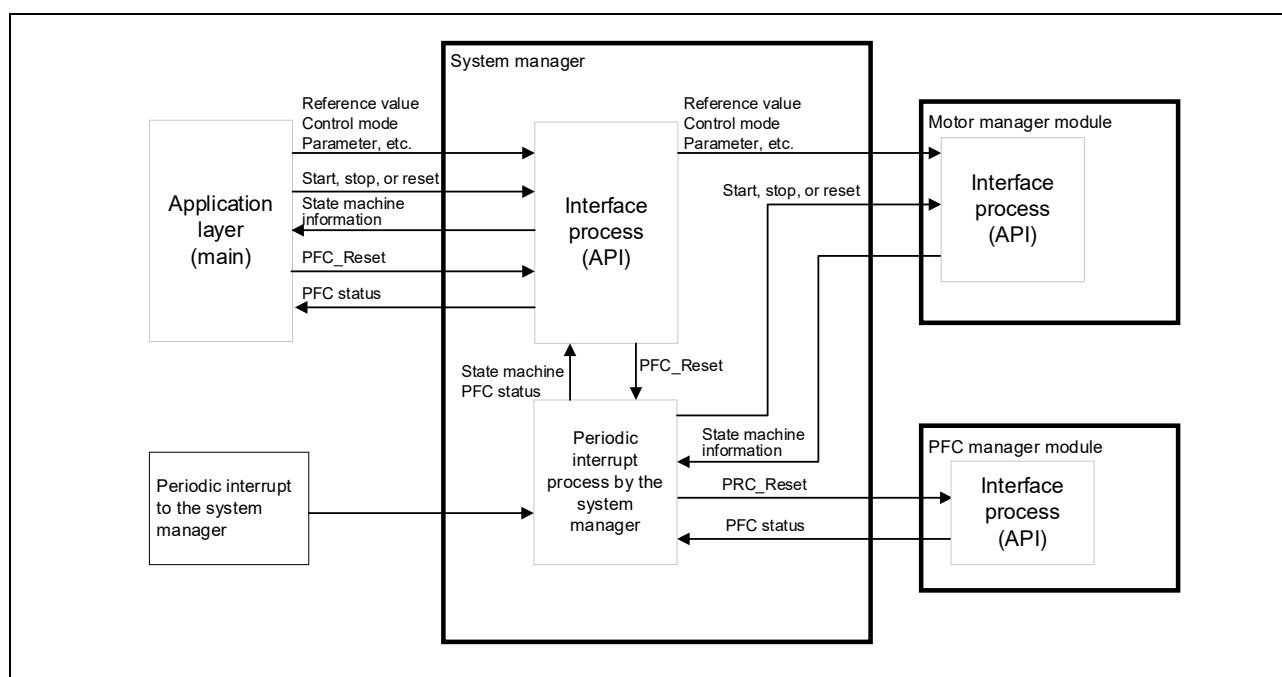 System manager
Reference value
Control mode
Parameter, etc.
Start, stop, or reset
State machine
information
PFC_Reset
PFC status
Application
layer
(main)
Interface
process
(API)
Reference value
Control mode
Parameter, etc.
Start, stop, or reset
Motor manager module
Interface
process
(API)
State machine
PFC status
PFC_Reset
Periodic interrupt
to the system
manager
Periodic
interrupt
process by the
system
manager
State machine
information
PRC_Reset
PFC status
PFC manager module
Interface
process
(API)